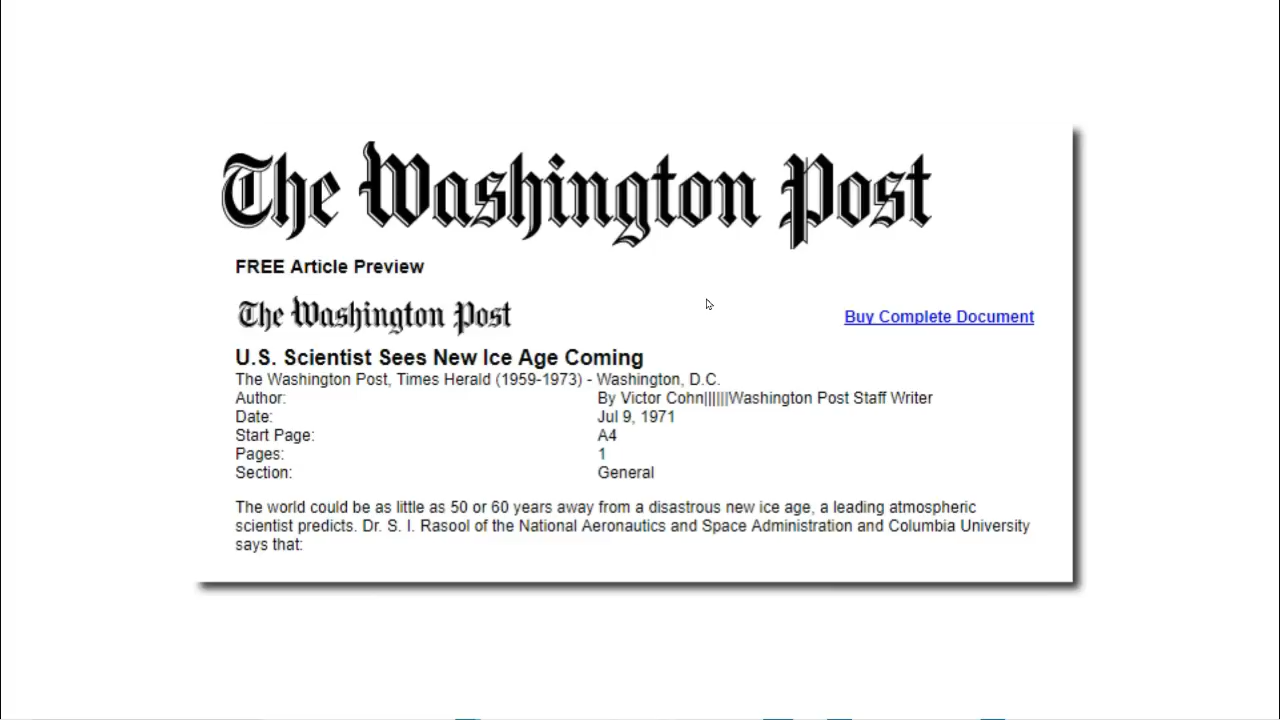 The Washington Post
FREE Article Preview
The Washington Post
Buy Complete Document
U.S. Scientist Sees New Ice Age Coming
The Washington Post, Times Herald (1959-1973) - Washington, D.C.
Author: By Victor Cohn||||||Washington Post Staff Writer
Date: Jul 9, 1971
Start Page: A4
Pages: 1
Section: General
The world could be as little as 50 or 60 years away from a disastrous new ice age, a leading atmospheric
scientist predicts. Dr. S. I. Rasool of the National Aeronautics and Space Administration and Columbia University
says that: